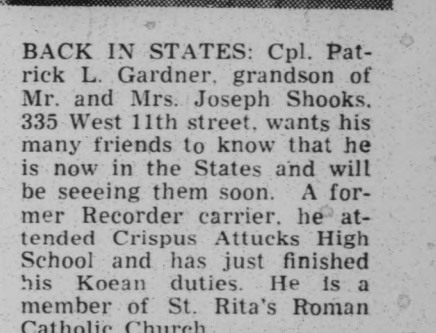 BACK IN STATES: Cpl. Pat-
rick L. Gardner, grandson of
Mr. and Mrs. Joseph Shooks,
335 West 11th street, wants his
many friends to know that he
is now in the States and will
be seeeing them soon. A for-
mer Recorder carrier, he at-
tended Crispus Attucks High
School and has just finished
his Koean duties. He is a
member of St. Rita's Roman
Catholic Church.